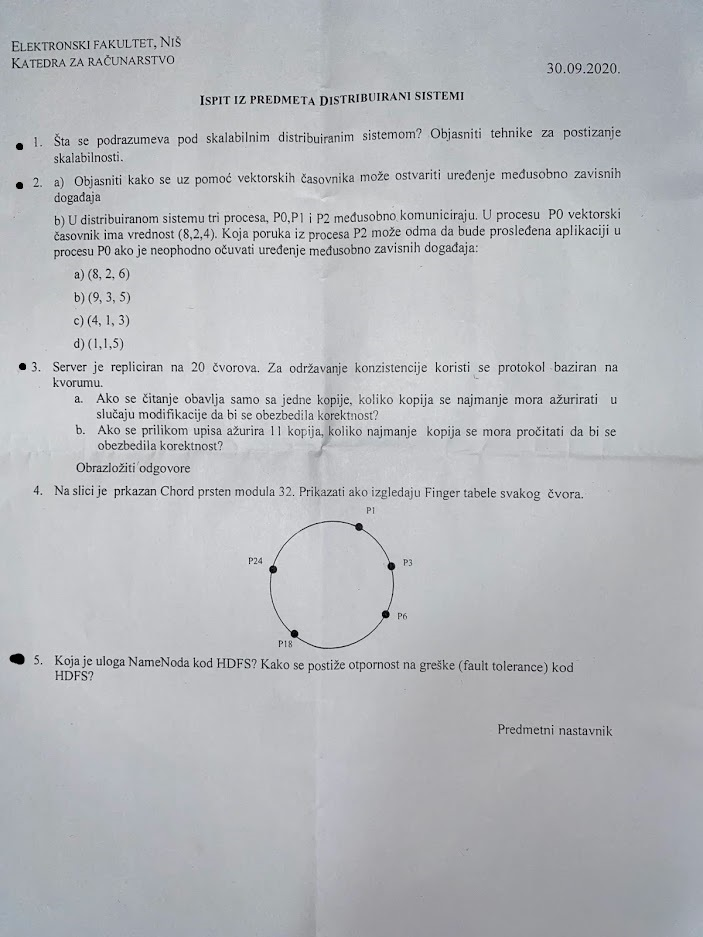 ELEKTRONSKI FAKULTET, NIŠ
KATEDRA ZA RAČUNARSTVO
30.09.2020.
ISPIT IZ PREDMETA DISTRIBUIRANI SISTEMI
1. Šta se podrazumeva pod skalabilnim distribuiranim sistemom? Objasniti tehnike za postizanje
skalabilnosti.
2. a) Objasniti kako se uz pomoć vektorskih časovnika može ostvariti uređenje međusobno zavisnih
događaja
b) U distribuiranom sistemu tri procesa, P0,P1 i P2 međusobno komuniciraju. U procesu P0 vektorski
časovnik ima vrednost (8,2,4). Koja poruka iz procesa P2 može odma da bude prosleđena aplikaciji u
procesu P0 ako je neophodno očuvati uređenje međusobno zavisnih događaja:
a) (8, 2, 6)
b) (9, 3, 5)
c) (4, 1, 3)
d) (1,1,5)
3. Server je repliciran na 20 čvorova. Za održavanje konzistencije koristi se protokol baziran na
kvorumu.
a. Ako se čitanje obavlja samo sa jedne kopije, koliko kopija se najmanje mora ažurirati u
slučaju modifikacije da bi se obezbedila korektnost?
b. Ako se prilikom upisa ažurira 11 kopija, koliko najmanje kopija se mora pročitati da bi se
obezbedila korektnost?
Obrazložiti odgovore
4. Na slici je prkazan Chord prsten modula 32. Prikazati ako izgledaju Finger tabele svakog čvora.
P1
P24
P3
P6
P18
5. Koja je uloga NameNoda kod HDFS? Kako se postiže otpornost na greške (fault tolerance) kod
HDFS?
Predmetni nastavnik